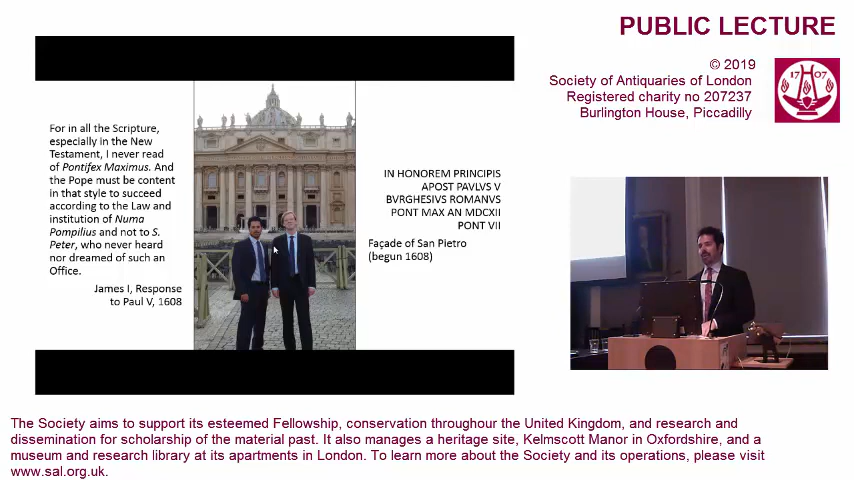 PUBLIC LECTURE
© 2019
Society of Antiquaries of London
Registered charity no 207237
Burlington House, Piccadilly
17 07
For in all the Scripture,
especially in the New
Testament, I never read
of Pontifex Maximus. And
the Pope must be content
in that style to succeed
according to the Law and
institution of Numa
Pompilius and not to S.
Peter, who never heard
nor dreamed of such an
Office.
James I, Response
to Paul V, 1608
IN HONOREM PRINCIPIS
APOST PAVLVS V
BVRGHESIVS ROMANVS
PONT MAX AN MDCXII
PONT VII
Façade of San Pietro
(begun 1608)
The Society aims to support its esteemed Fellowship, conservation throughour the United Kingdom, and research and
dissemination for scholarship of the material past. It also manages a heritage site, Kelmscott Manor in Oxfordshire, and a
museum and research library at its apartments in London. To learn more about the Society and its operations, please visit
www.sal.org.uk.